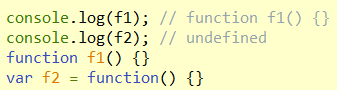 console.log(f1); // function f1() {}
console.log(f2); // undefined
function f1() {}
var f2 = function() {}